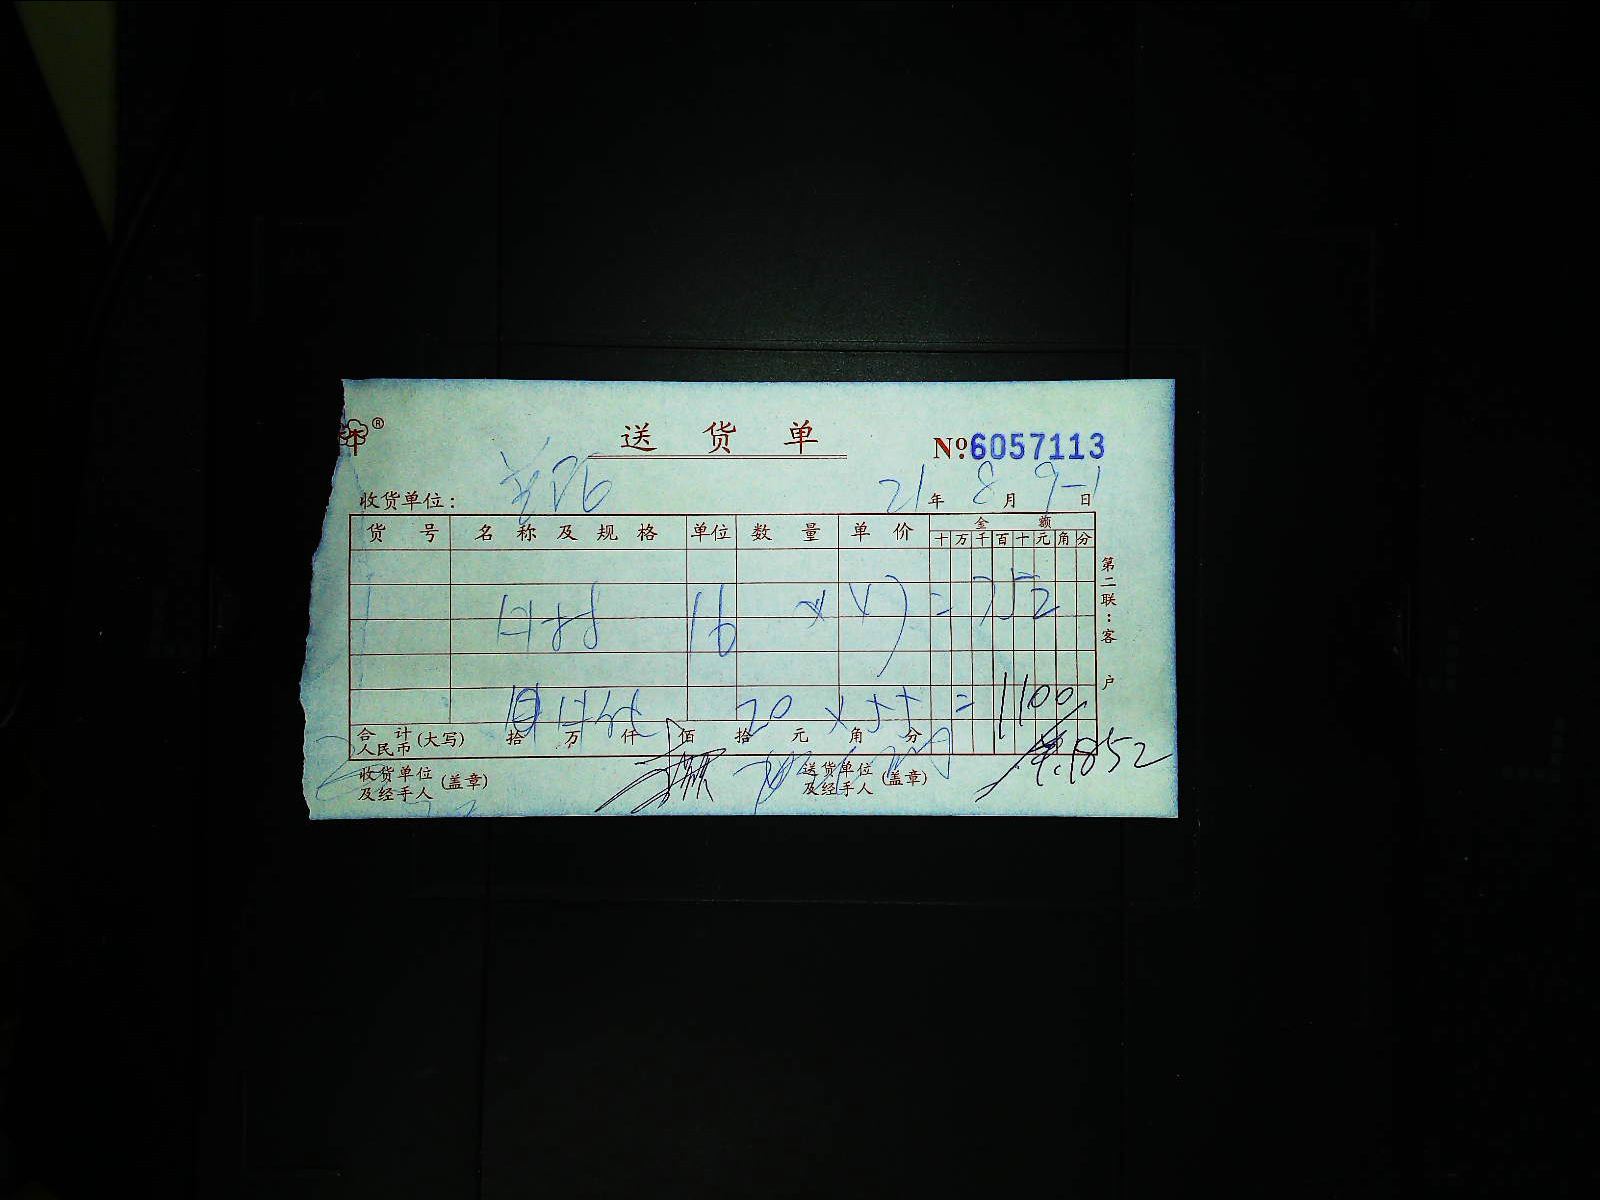 送货单
№6057113
收货单位: 21年8月9-1日
货号 名称及规格 单位 数量 单价 金额
十万千百十元角分
16 x 47 = 752
20 x 55 = 1100
合计人民币(大写) 拾 万 仟 佰 拾 元 角 分
1852
收货单位及经手人(盖章) 送货单位及经手人(盖章)
第二联:客户